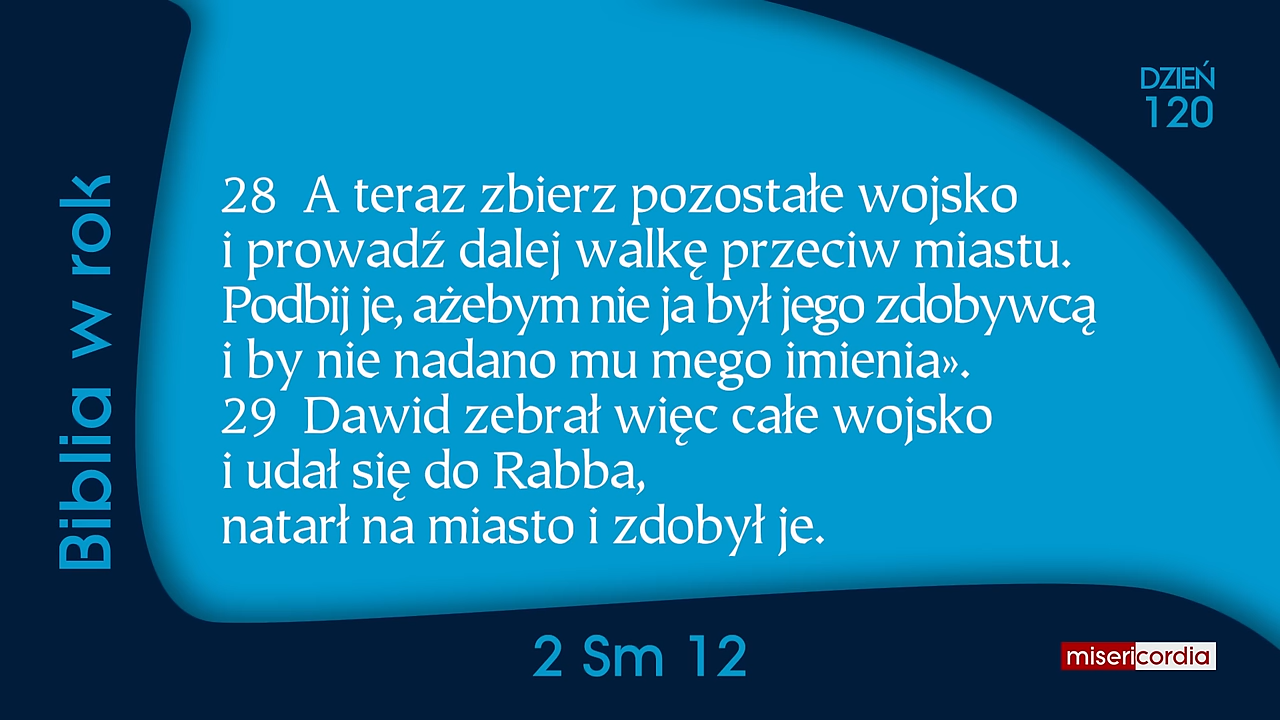 Biblia w rok
DZIEŃ
120
28 A teraz zbierz pozostałe wojsko
i prowadź dalej walkę przeciw miastu.
Podbij je, ażebym nie ja był jego zdobywcą
i by nie nadano mu mego imienia».
29 Dawid zebrał więc całe wojsko
i udał się do Rabba,
natarł na miasto i zdobył je.
2 Sm 12
misericordia